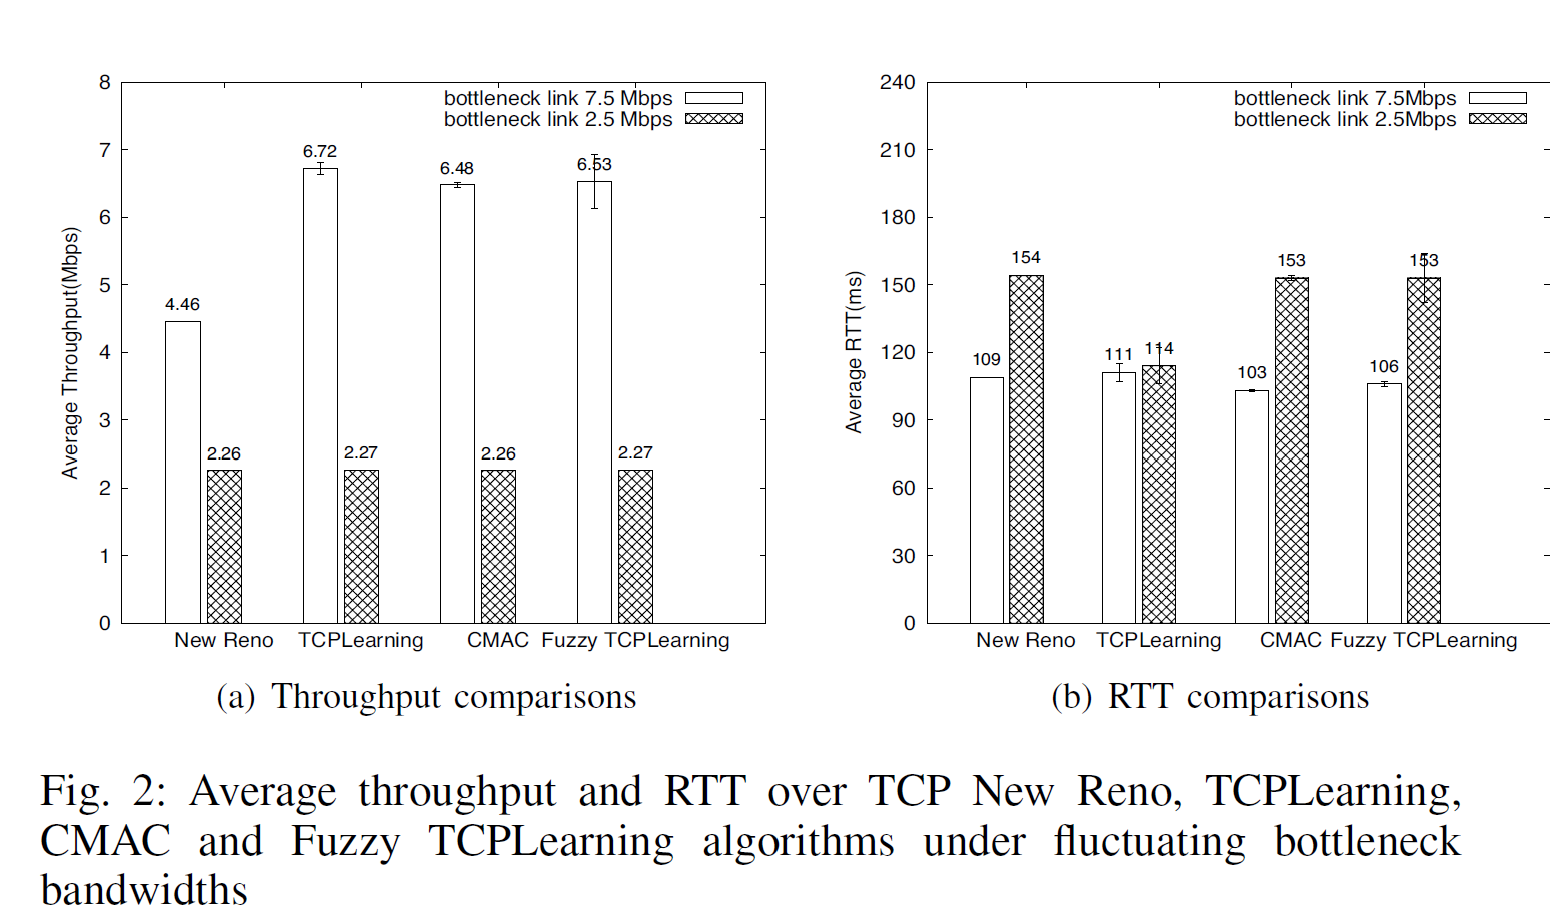 8
7
6
5
4
3
2
1
0
Average Throughput(Mbps)
bottleneck link 7.5 Mbps
bottleneck link 2.5 Mbps
4.46
2.26
6.72
2.27
6.48
2.26
6.53
2.27
New Reno TCPLearning CMAC Fuzzy TCPLearning
(a) Throughput comparisons
240
210
180
150
120
90
60
30
0
Average RTT(ms)
bottleneck link 7.5Mbps
bottleneck link 2.5Mbps
109
154
111
114
103
153
106
153
New Reno TCPLearning CMAC Fuzzy TCPLearning
(b) RTT comparisons
Fig. 2: Average throughput and RTT over TCP New Reno, TCPLearning,
CMAC and Fuzzy TCPLearning algorithms under fluctuating bottleneck
bandwidths